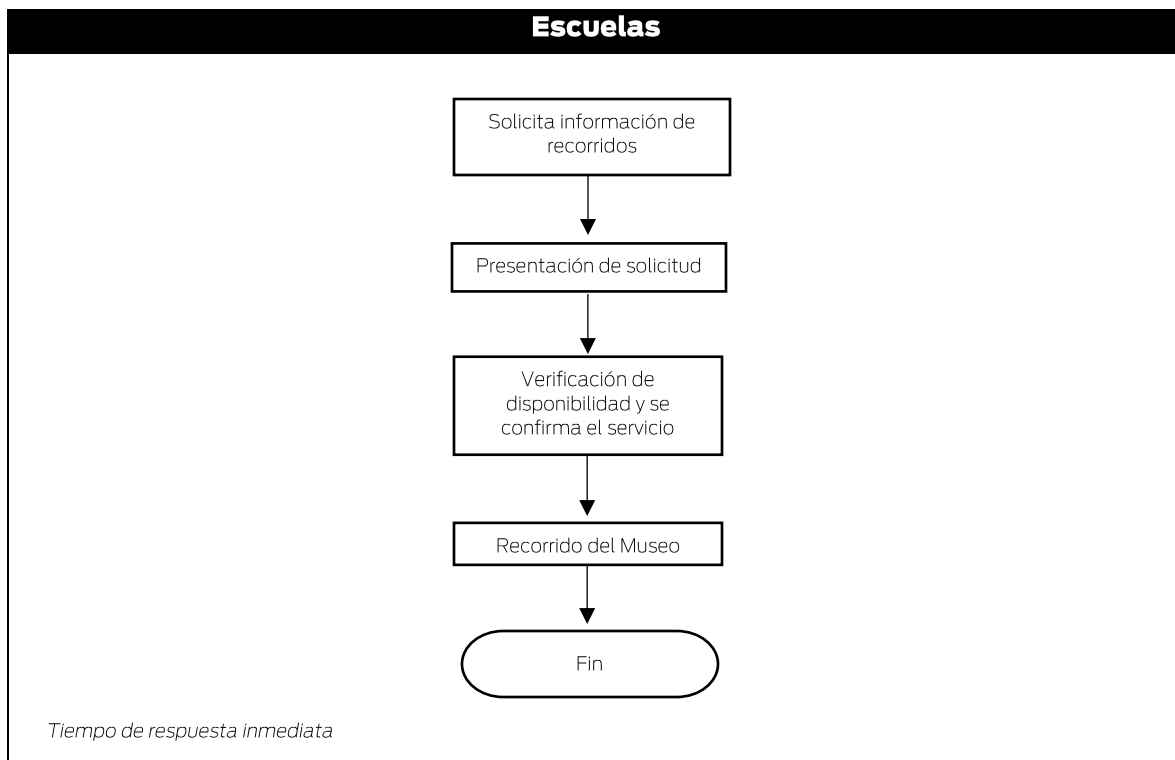 Escuelas
Solicita información de
recorridos
Presentación de solicitud
Verificación de
disponibilidad y se
confirma el servicio
Recorrido del Museo
Fin
Tiempo de respuesta inmediata